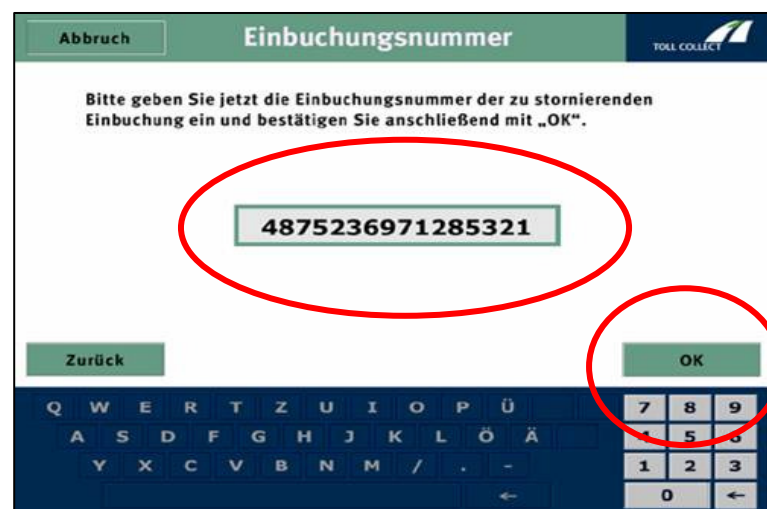 Abbruch
Einbuchungsnummer
TOLL COLLECT
Bitte geben Sie jetzt die Einbuchungsnummer der zu stornierenden
Einbuchung ein und bestätigen Sie anschließend mit „OK“.
4875236971285321
Zurück
OK
Q W E R T Z U I O P Ü 7 8 9
A S D F G H J K L Ö Ä 4 5 6
Y X C V B N M / . - 1 2 3
← 0 ←